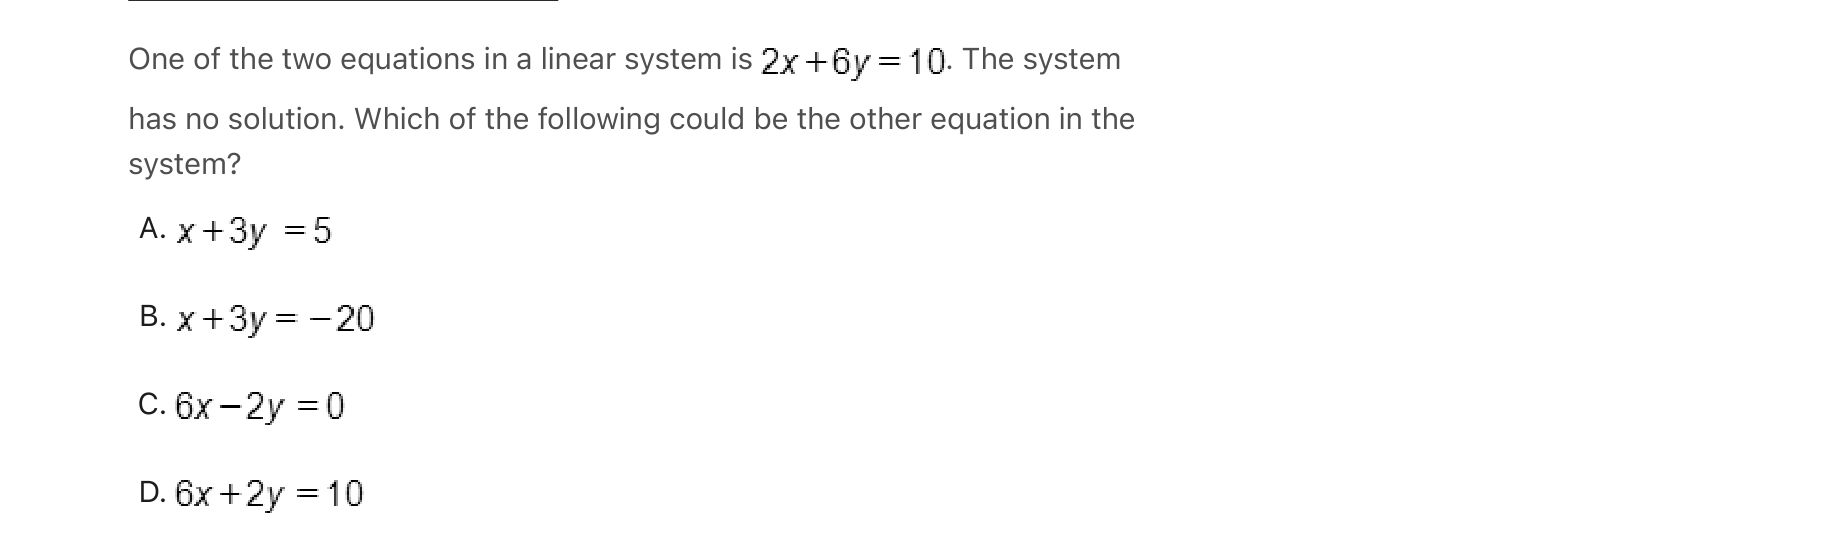 One of the two equations in a linear system is 2x+6y=10. The system
has no solution. Which of the following could be the other equation in the
system?
A. x+3y =5
B. x+3y=-20
C. 6x-2y =0
D. 6x+2y =10